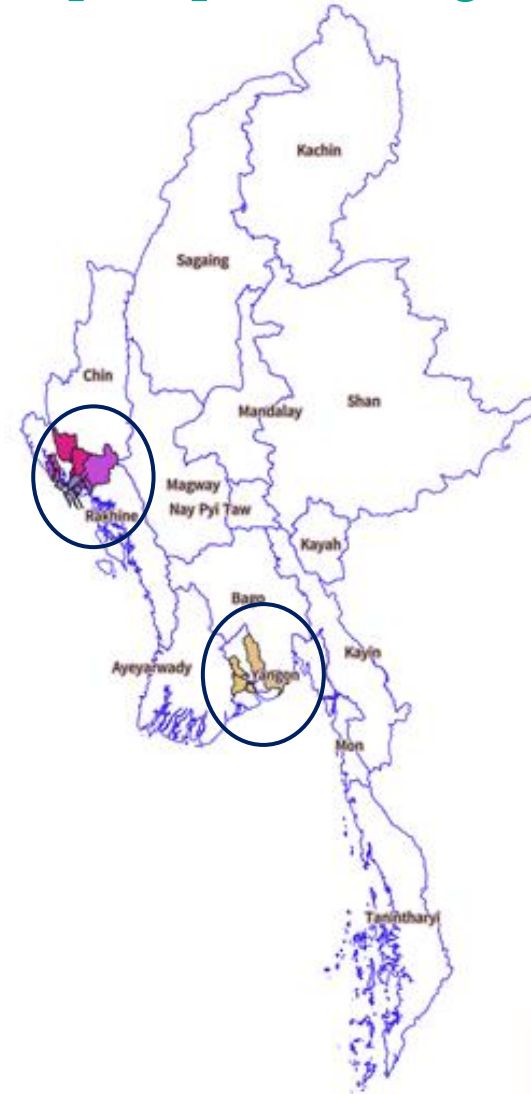 Kachin
Sagaing
Chin
Shan
Mandalay
Magway
Nay Pyi Taw
Rakhine
Kayah
Bago
Kayin
Ayeyarwady
Yangon
Mon
Tanintharyi